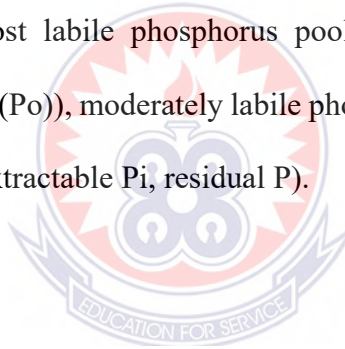 ost labile phosphorus pool
(Po)), moderately labile pho
xtractable Pi, residual P).
EDUCATION FOR SERVICE